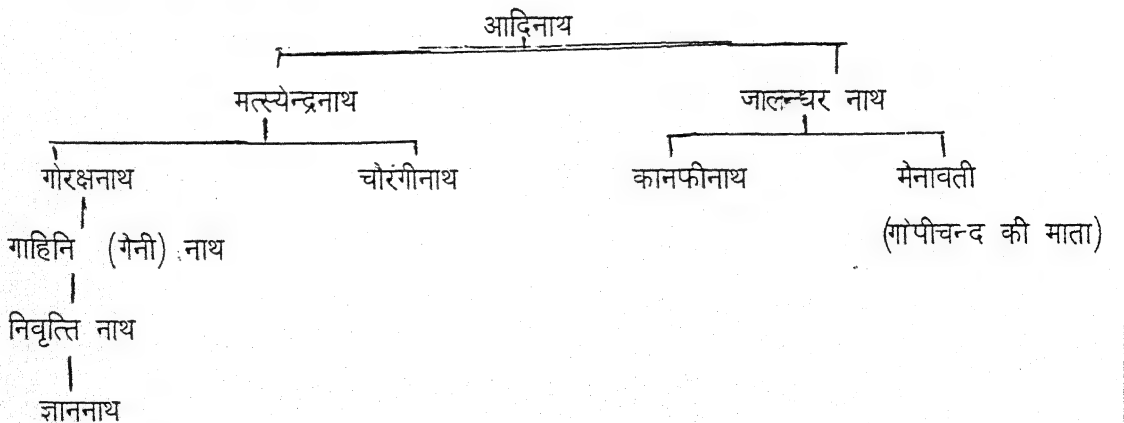 आदिनाथ
मत्स्येन्द्रनाथ जालन्धर नाथ
गोरक्षनाथ चौरंगीनाथ कानफीनाथ मेनावती
गाहिनि (गेनी) नाथ (गोपीचन्द की माता)
निवृत्ति नाथ
ज्ञाननाथ